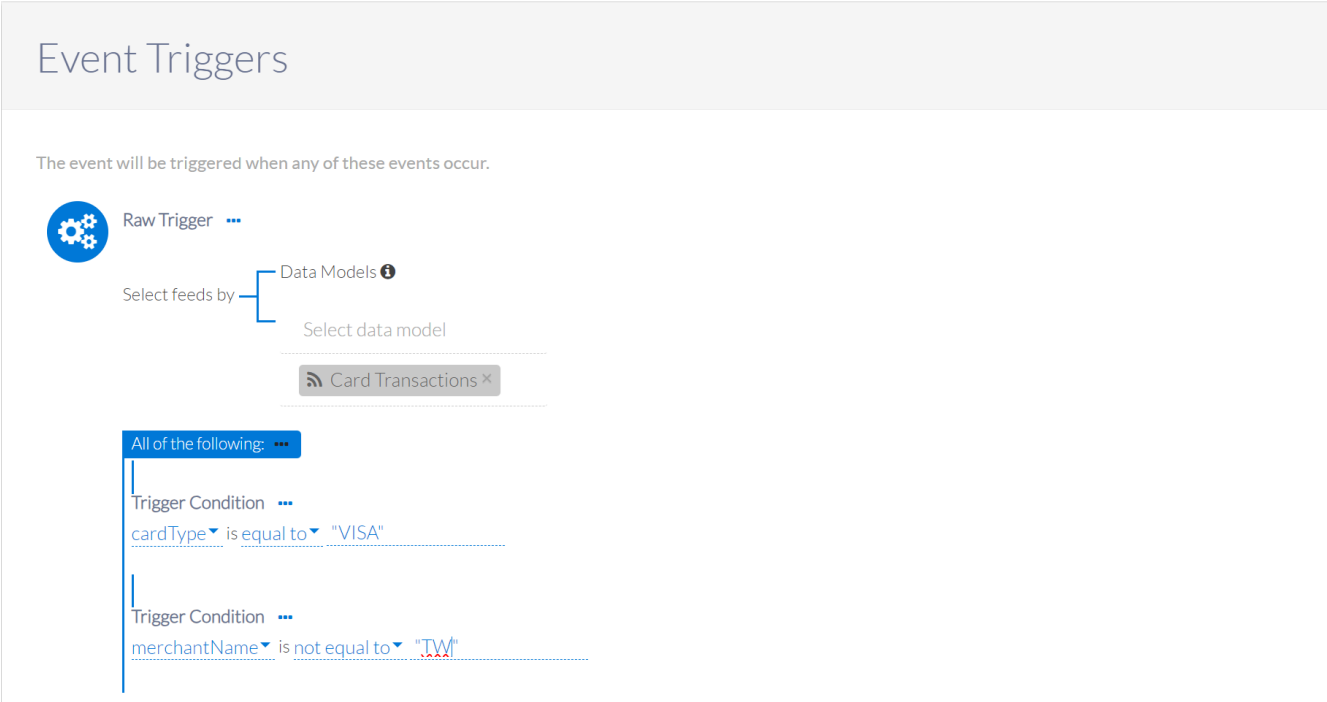 Event Triggers
The event will be triggered when any of these events occur.
Raw Trigger ...
Data Models
Select feeds by
Select data model
Card Transactions ×
All of the following: ...
Trigger Condition ...
cardType is equal to "VISA"
Trigger Condition ...
merchantName is not equal to "TW"